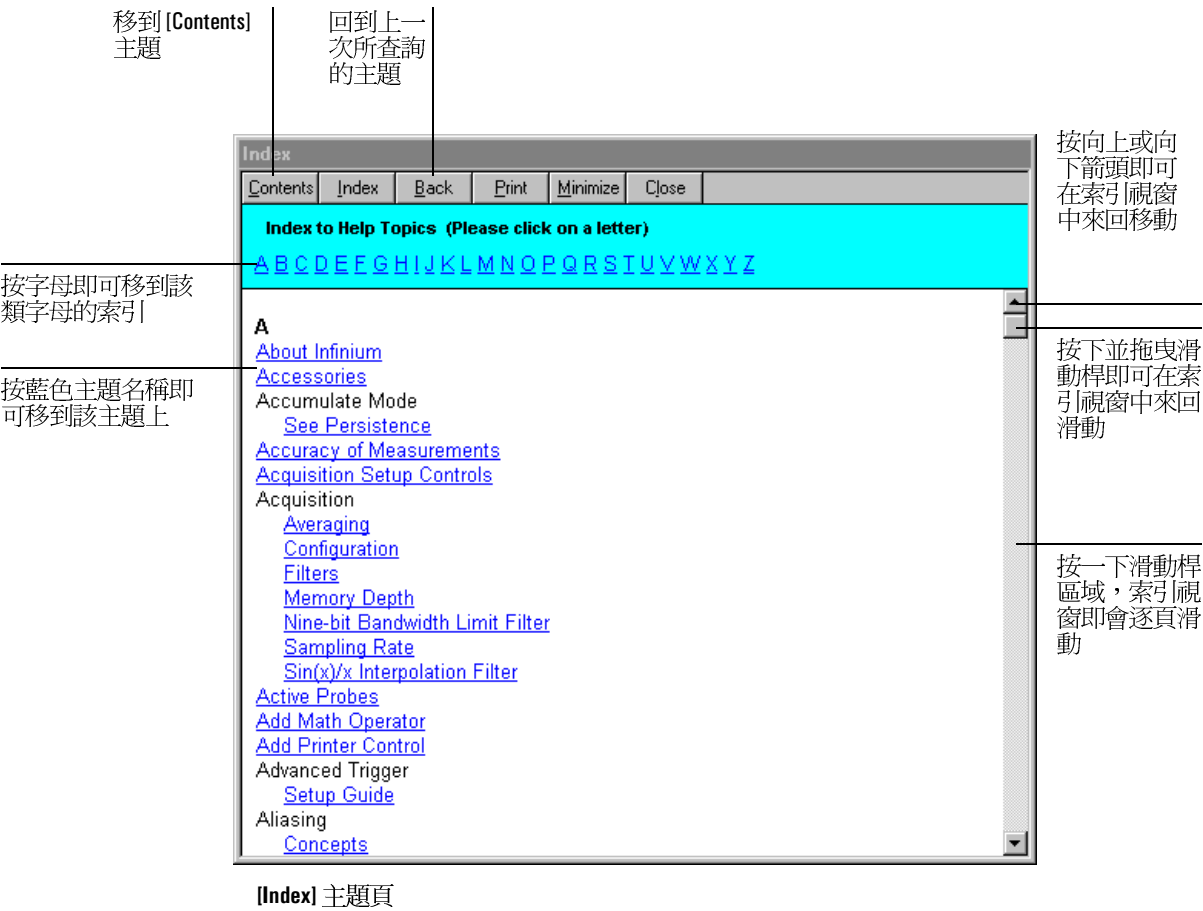 移到 [Contents]
主題
回到上一
次所查詢
的主題
Index
Contents Index Back Print Minimize Close
Index to Help Topics (Please click on a letter)
A B C D E F G H I J K L M N O P Q R S T U V W X Y Z
按向上或向
下箭頭即可
在索引視窗
中來回移動
按字母即可移到該
類字母的索引
按藍色主題名稱即
可移到該主題上
A
About Infinium
Accessories
Accumulate Mode
See Persistence
Accuracy of Measurements
Acquisition Setup Controls
Acquisition
Averaging
Configuration
Filters
Memory Depth
Nine-bit Bandwidth Limit Filter
Sampling Rate
Sin(x)/x Interpolation Filter
Active Probes
Add Math Operator
Add Printer Control
Advanced Trigger
Setup Guide
Aliasing
Concepts
按下並拖曳滑
動桿即可在索
引視窗中來回
滑動
按一下滑動桿
區域，索引視
窗即會逐頁滑
動
[Index] 主題頁